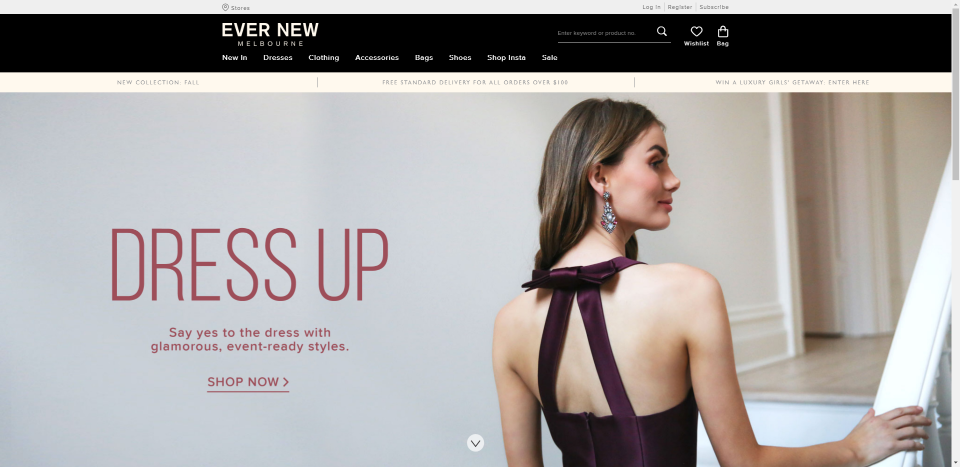 Stores
Log In Register Subscribe
EVER NEW
MELBOURNE
Enter keyword or product no.
Wishlist Bag
New In Dresses Clothing Accessories Bags Shoes Shop Insta Sale
NEW COLLECTION: FALL FREE STANDARD DELIVERY FOR ALL ORDERS OVER $100 WIN A LUXURY GIRLS' GETAWAY: ENTER HERE
DRESS UP
Say yes to the dress with
glamorous, event-ready styles.
SHOP NOW